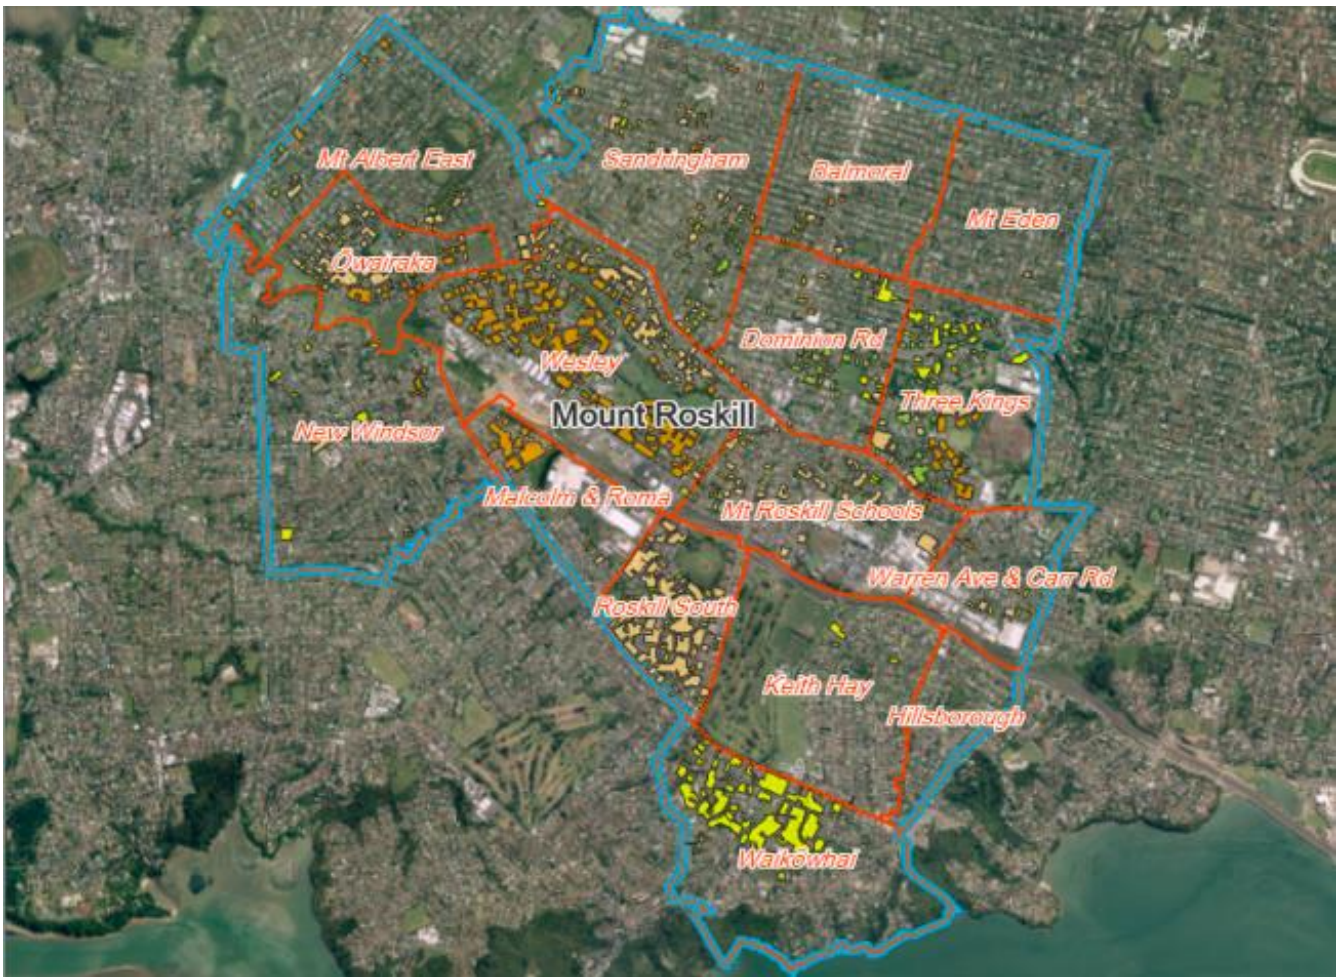 Mt Albert East
Sandringham
Balmoral
Mt Eden
Ōwairaka
Wesley
Dominion Rd
Three Kings
Mount Roskill
New Windsor
Malcolm & Roma
Mt Roskill Schools
Warren Ave & Carr Rd
Roskill South
Keith Hay
Hillsborough
Waikōwhai